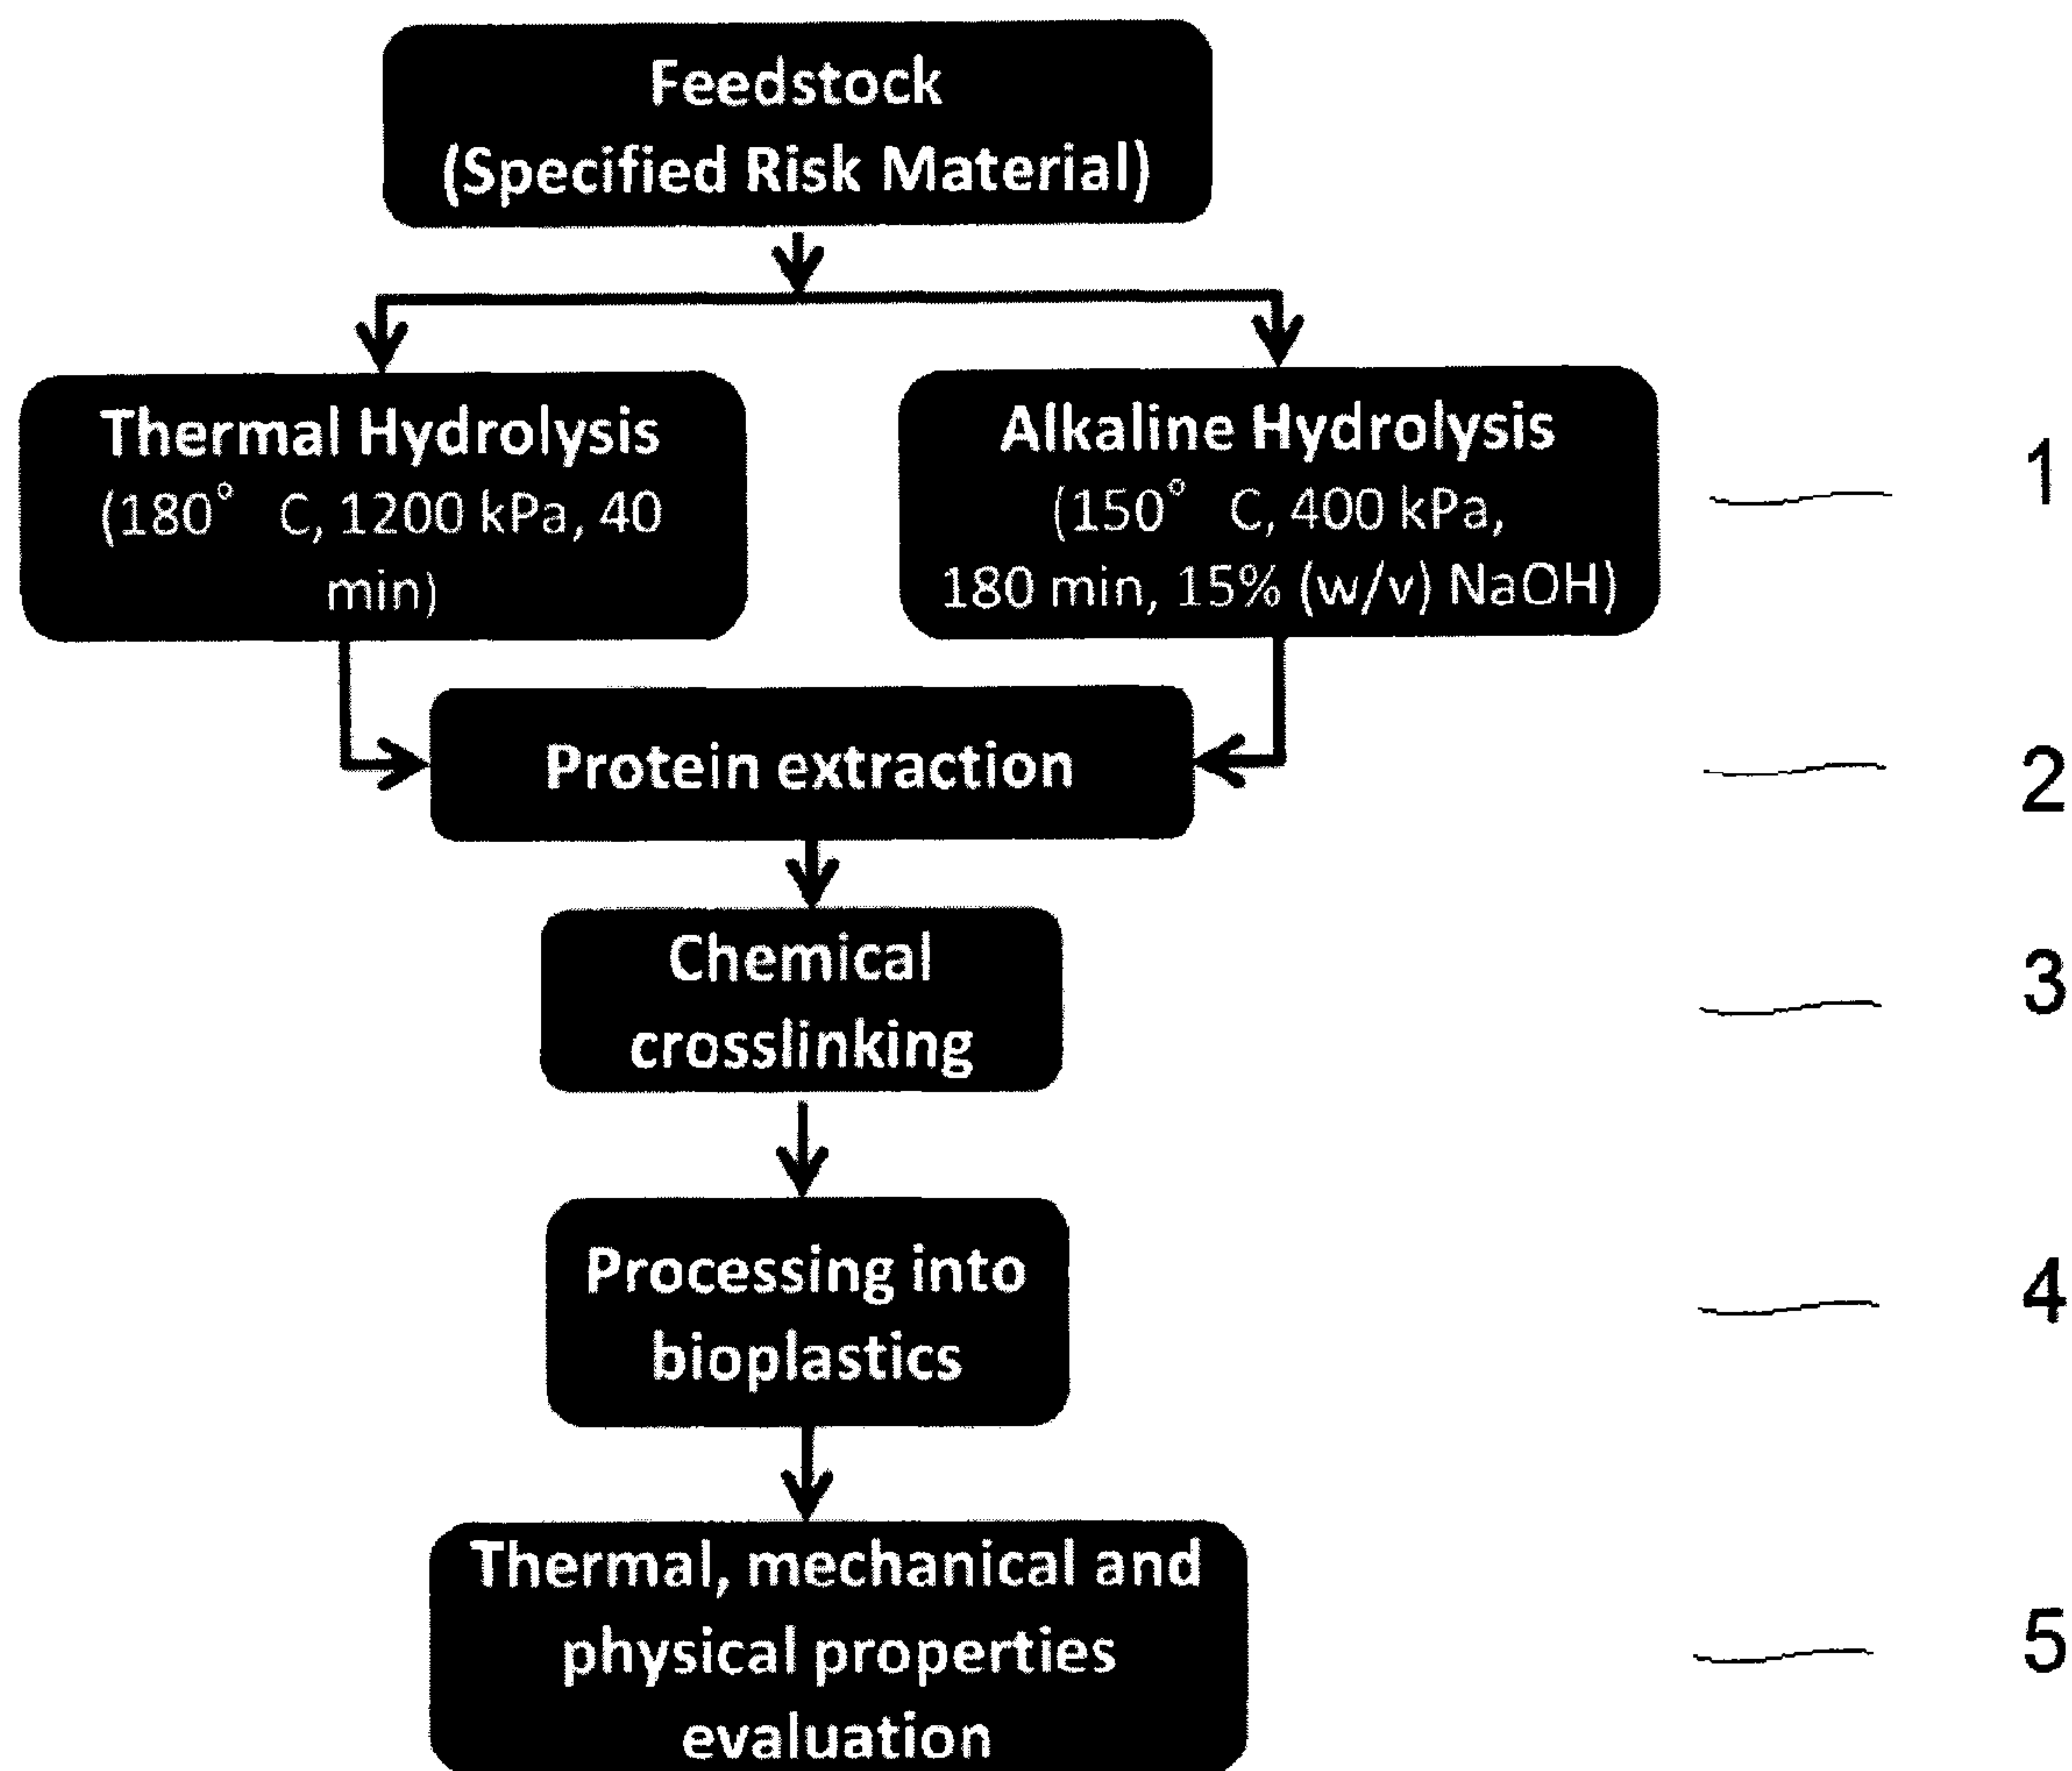 Feedstock
(Specified Risk Material)
Thermal Hydrolysis
(180° C, 1200 kPa, 40
min)
Alkaline Hydrolysis
(150° C, 400 kPa,
180 min, 15% (w/v) NaOH)
1
Protein extraction
2
Chemical
crosslinking
3
Processing into
bioplastics
4
Thermal, mechanical and
physical properties
evaluation
5